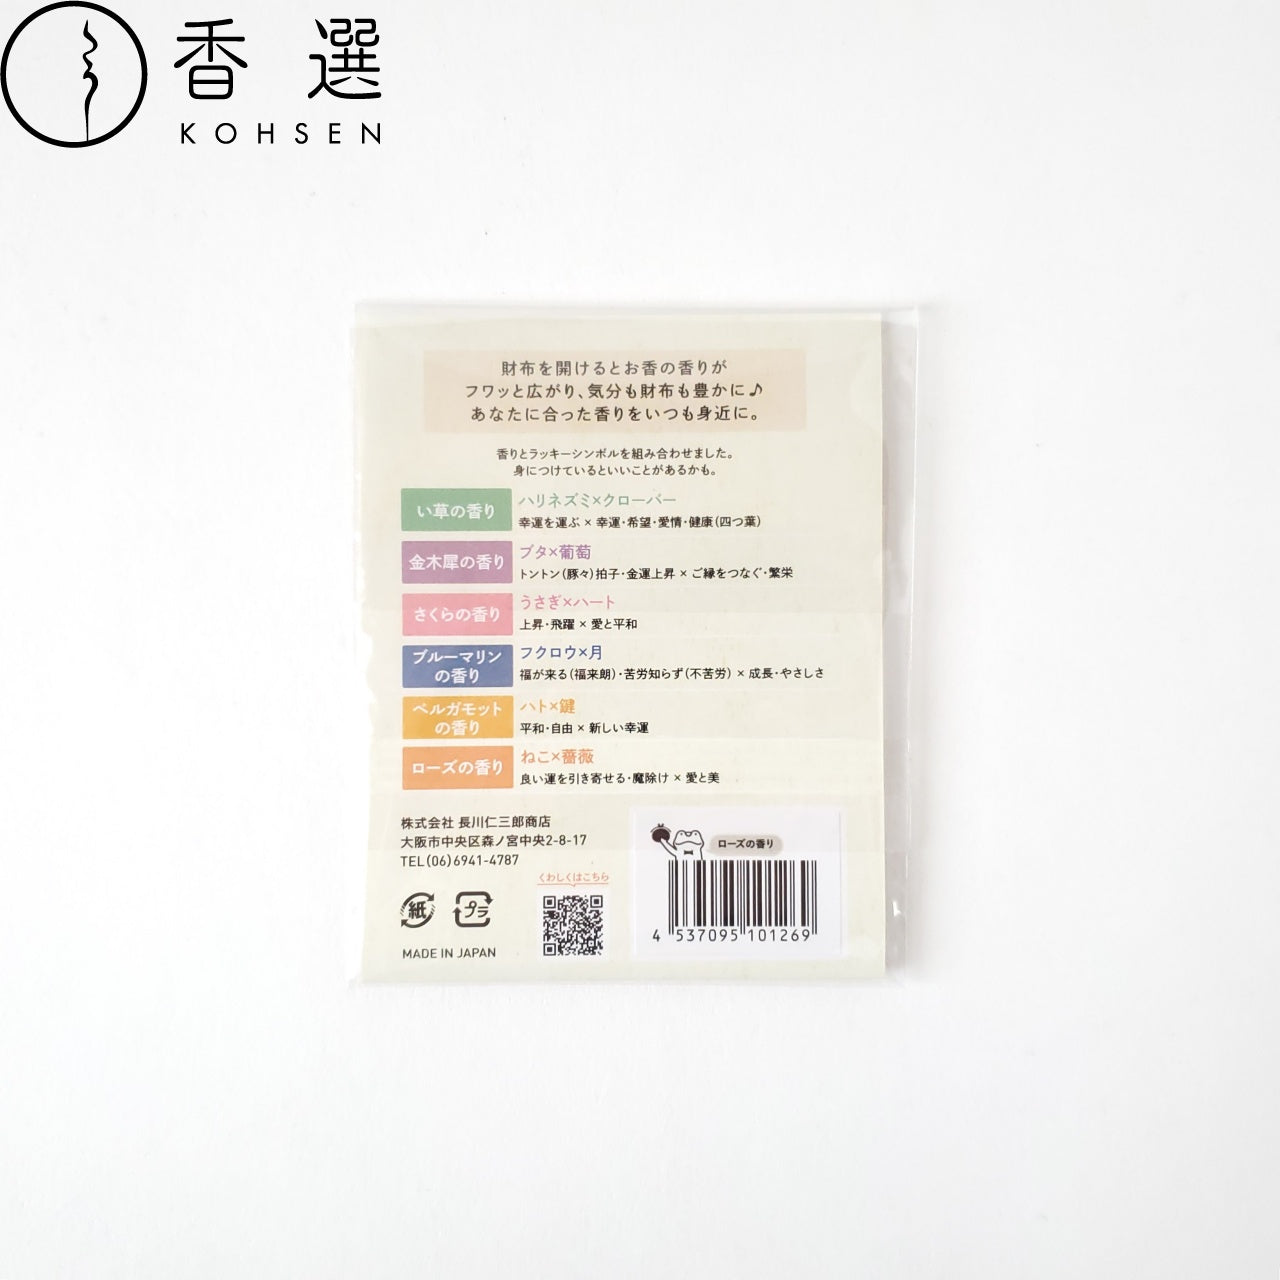 香選
KOHSEN
財布を開けるとお香の香りが
フワッと広がり、気分も財布も豊かに♪
あなたに合った香りをいつも身近に。
香りとラッキーシンボルを組み合わせました。
身につけているといいことがあるかも。
い草の香り
ハリネズミ×クローバー
幸運を運ぶ × 幸運・希望・愛情・健康(四つ葉)
金木犀の香り
ブタ×葡萄
トントン(豚々)拍子・金運上昇 × ご縁をつなぐ・繁栄
さくらの香り
うさぎ×ハート
上昇・飛躍 × 愛と平和
ブルーマリン
の香り
フクロウ×月
福が来る(福来朗)・苦労知らず(不苦労) × 成長・やさしさ
ベルガモット
の香り
ハト×鍵
平和・自由 × 新しい幸運
ローズの香り
ねこ×薔薇
良い運を引き寄せる・魔除け × 愛と美
株式会社 長川仁三郎商店
大阪市中央区森ノ宮中央2-8-17
TEL(06)6941-4787
紙
プラ
MADE IN JAPAN
くわしくはこちら
ローズの香り
4 537095 101269